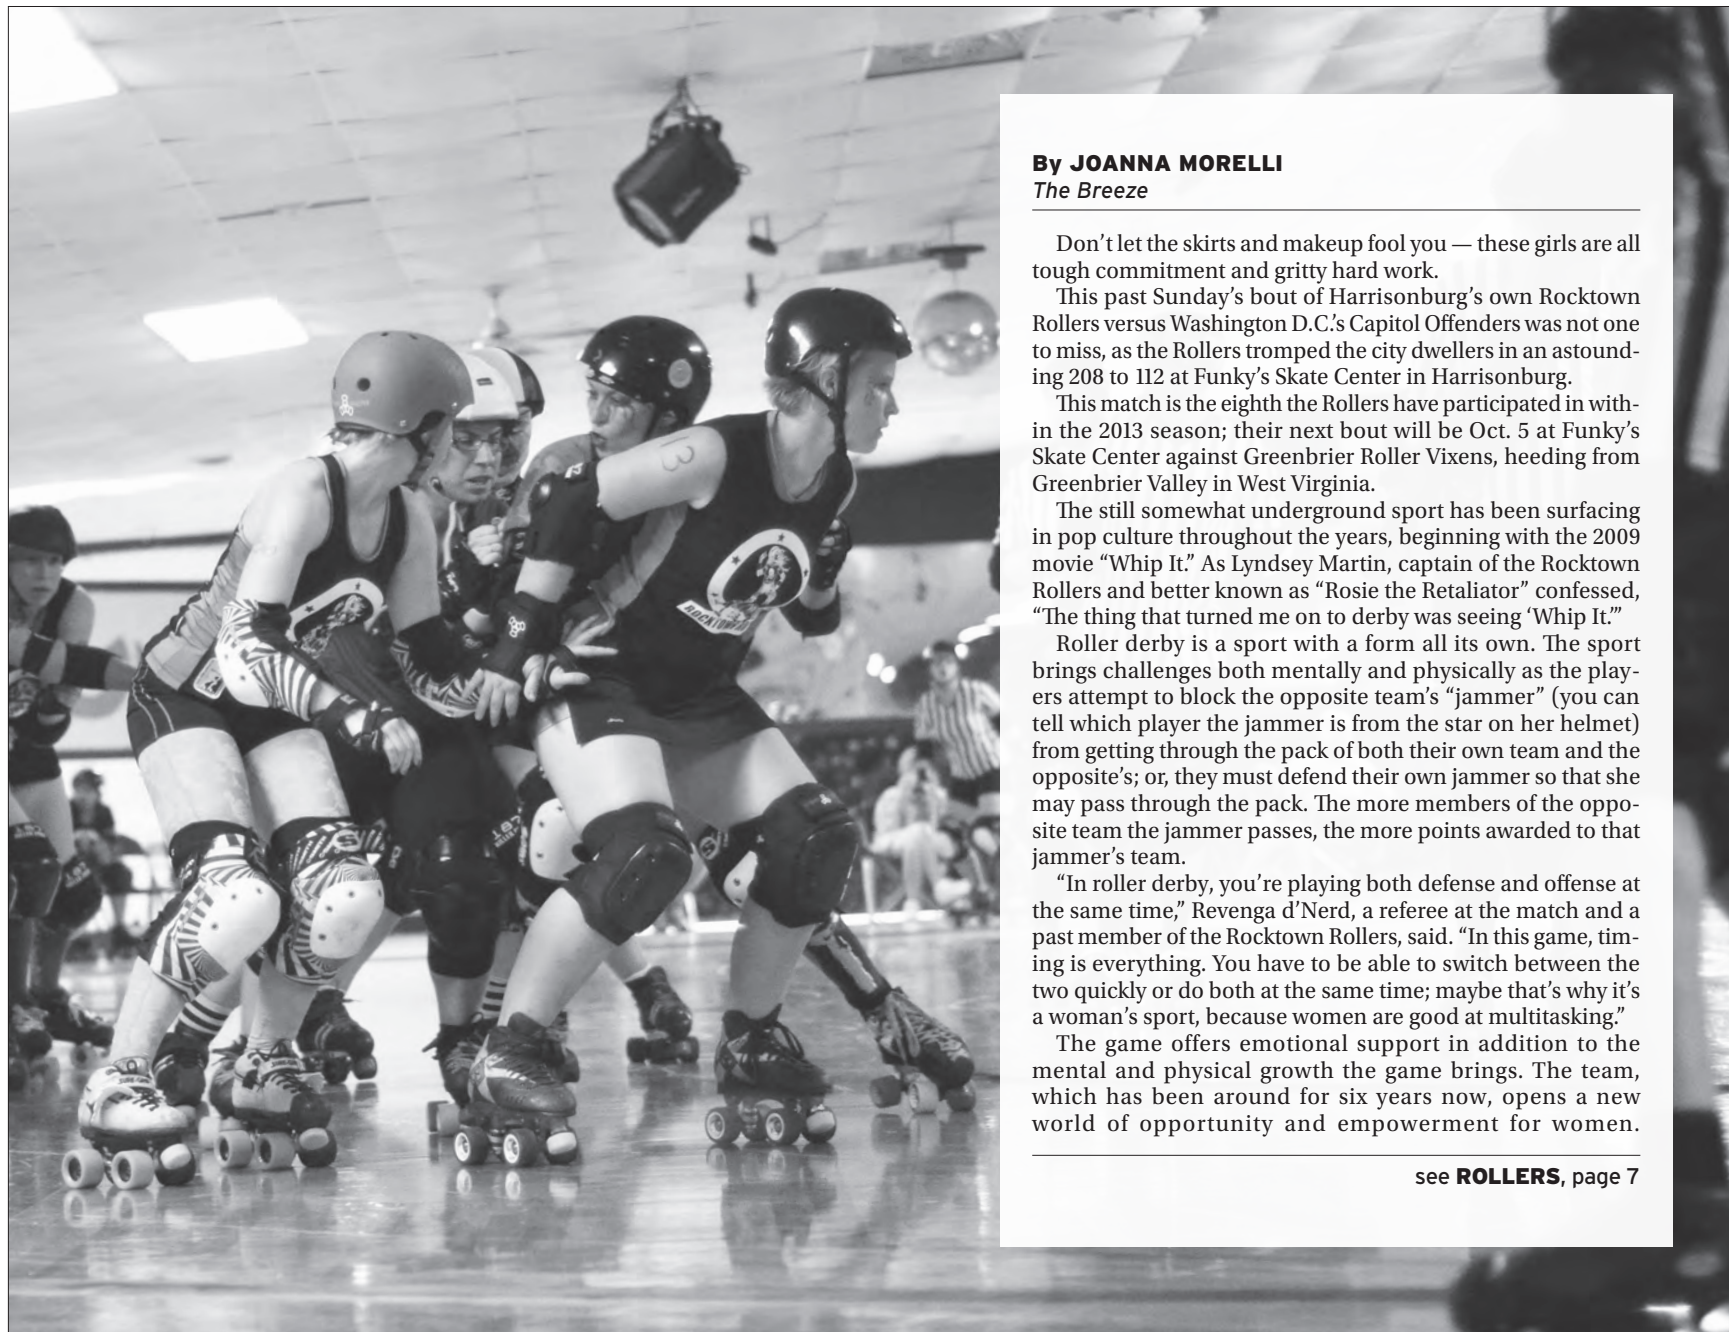 By JOANNA MORELLI
The Breeze
Don’t let the skirts and makeup fool you — these girls are all
tough commitment and gritty hard work.
This past Sunday’s bout of Harrisonburg’s own Rocktown
Rollers versus Washington D.C.’s Capitol Offenders was not one
to miss, as the Rollers tromped the city dwellers in an astound-
ing 208 to 112 at Funky’s Skate Center in Harrisonburg.
This match is the eighth the Rollers have participated in with-
in the 2013 season; their next bout will be Oct. 5 at Funky’s
Skate Center against Greenbrier Roller Vixens, heeding from
Greenbrier Valley in West Virginia.
The still somewhat underground sport has been surfacing
in pop culture throughout the years, beginning with the 2009
movie “Whip It.” As Lyndsey Martin, captain of the Rocktown
Rollers and better known as “Rosie the Retaliator” confessed,
“The thing that turned me on to derby was seeing ‘Whip It.’”
Roller derby is a sport with a form all its own. The sport
brings challenges both mentally and physically as the play-
ers attempt to block the opposite team’s “jammer” (you can
tell which player the jammer is from the star on her helmet)
from getting through the pack of both their own team and the
opposite’s; or, they must defend their own jammer so that she
may pass through the pack. The more members of the oppo-
site team the jammer passes, the more points awarded to that
jammer’s team.
“In roller derby, you’re playing both defense and offense at
the same time,” Revenga d’Nerd, a referee at the match and a
past member of the Rocktown Rollers, said. “In this game, tim-
ing is everything. You have to be able to switch between the
two quickly or do both at the same time; maybe that’s why it’s
a woman’s sport, because women are good at multitasking.”
The game offers emotional support in addition to the
mental and physical growth the game brings. The team,
which has been around for six years now, opens a new
world of opportunity and empowerment for women.
see ROLLERS, page 7
13
187